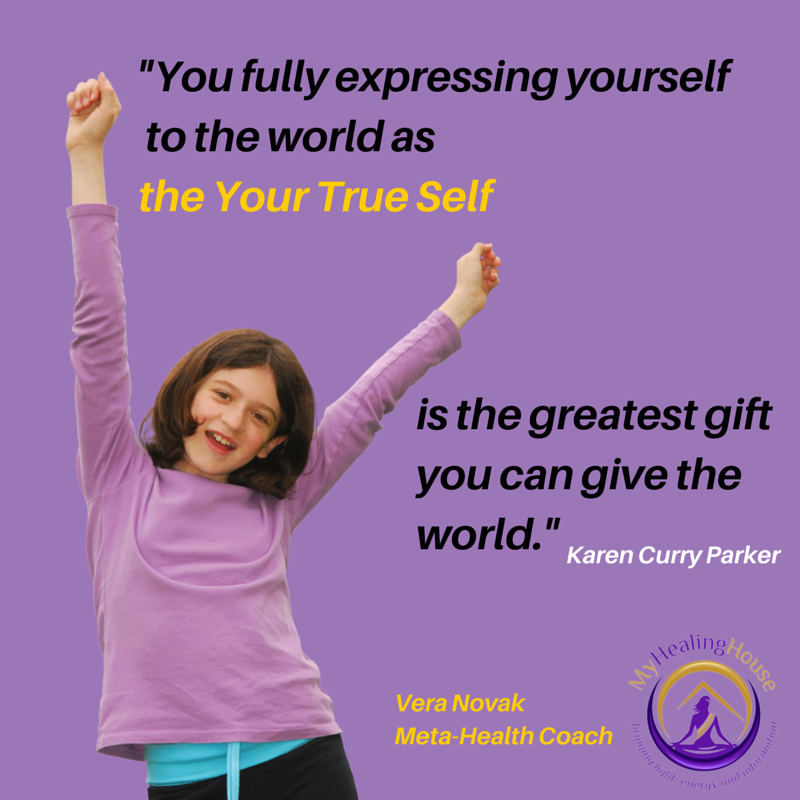 "You fully expressing yourself
to the world as
the Your True Self
is the greatest gift
you can give the
world."
Karen Curry Parker
Vera Novak
Meta-Health Coach
MyHealingHouse
bringing light, energy, and information